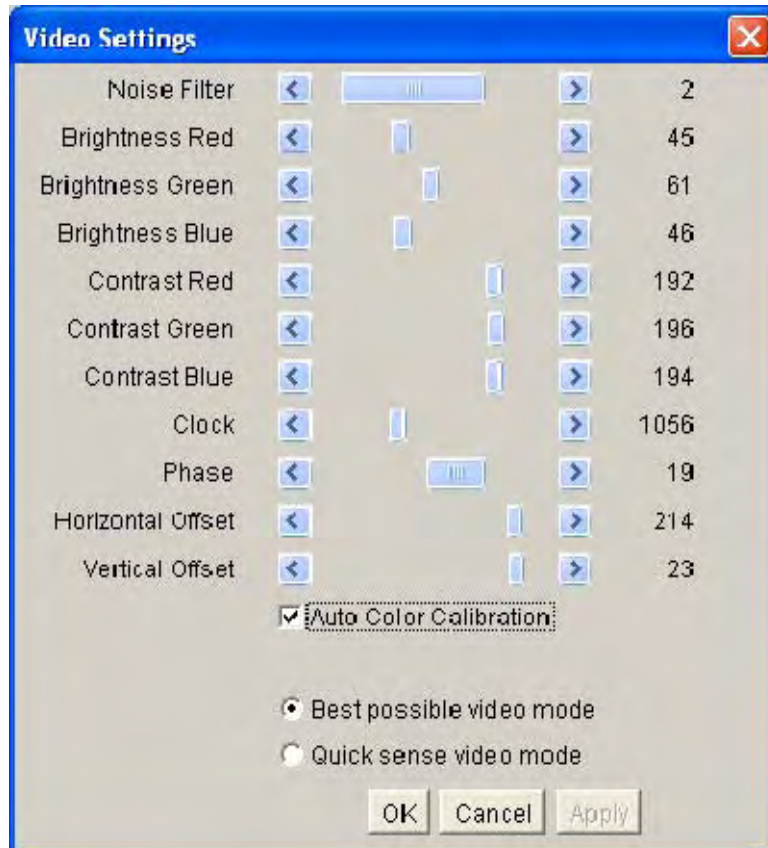 Video Settings
Noise Filter 2
Brightness Red 45
Brightness Green 61
Brightness Blue 46
Contrast Red 192
Contrast Green 196
Contrast Blue 194
Clock 1056
Phase 19
Horizontal Offset 214
Vertical Offset 23
Auto Color Calibration
Best possible video mode
Quick sense video mode
OK Cancel Apply